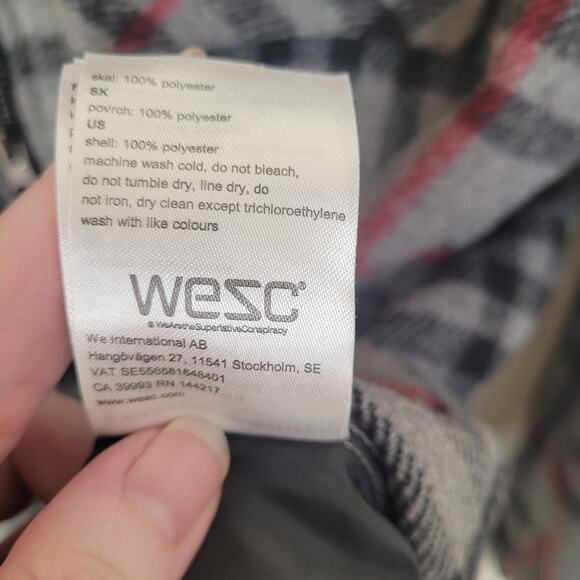 skal: 100% polyester
SK
povrch: 100% polyester
US
shell: 100% polyester
machine wash cold, do not bleach,
do not tumble dry, line dry, do
not iron, dry clean except trichloroethylene
wash with like colours
wesc®
WeAretheSuperlativeConspiracy
We International AB
Hangövägen 27, 11541 Stockholm, SE
VAT SE556581648401
CA 39993 RN 144217
www.wesc.com